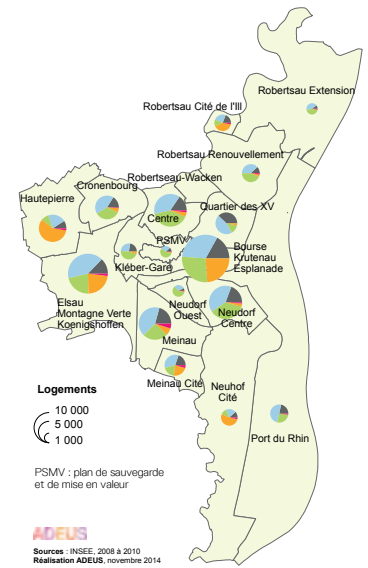 Robertsau Extension
Robertsau Cité de l'Ill
Robertsau Renouvellement
Robertseau-Wacken
Cronenbourg
Hautepierre
Quartier des XV
Centre
PSMV
Bourse
Krutenau
Esplanade
Kléber-Gare
Elsau
Montagne Verte
Koenigshoffen
Neudorf
Ouest
Neudorf
Centre
Meinau
Meinau Cité
Neuhof
Cité
Port du Rhin
Logements
10 000
5 000
1 000
PSMV : plan de sauvegarde
et de mise en valeur
ADEUS
Sources : INSEE, 2008 à 2010
Réalisation ADEUS, novembre 2014